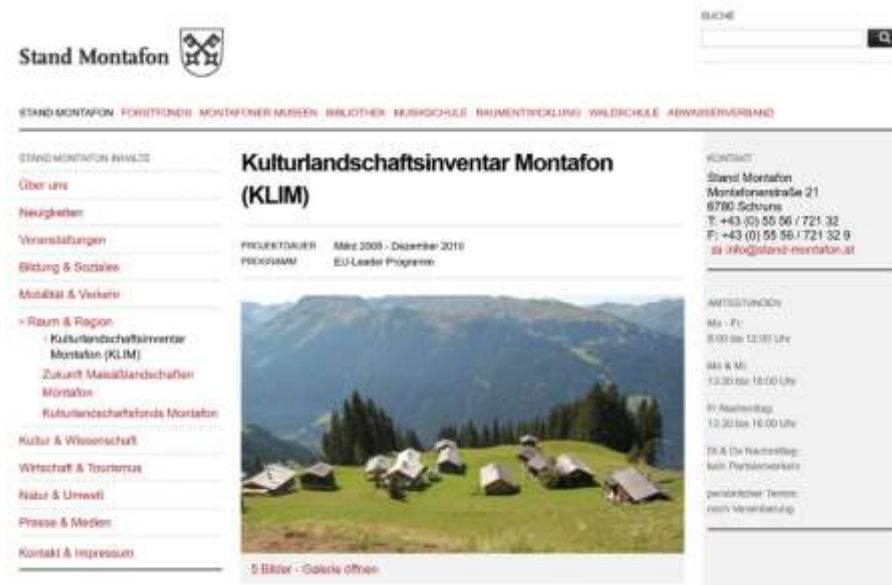 SUCHE
Stand Montafon
STAND MONTAFON FORSTFONDS MONTAFONER MUSEEN BIBLIOTHEK MUSIKSCHULE RAUMENTWICKLUNG WALDSCHULE ABWASSERVERBAND
STAND MONTAFON INHALTE
Über uns
Neuigkeiten
Veranstaltungen
Bildung & Soziales
Mobilität & Verkehr
Raum & Region
Kulturlandschaftsinventar
Montafon (KLIM)
Zukunft Maisäßlandschaften
Montafon
Kulturlandschaftsfonds Montafon
Kultur & Wissenschaft
Wirtschaft & Tourismus
Natur & Umwelt
Presse & Medien
Kontakt & Impressum
Kulturlandschaftsinventar Montafon
(KLIM)
PROJEKTDAUER März 2008 - Dezember 2010
PROGRAMM EU-Leader Programm
5 Bilder - Galerie öffnen
KONTAKT
Stand Montafon
Montafonerstraße 21
6780 Schruns
T: +43 (0) 55 56 / 721 32
F: +43 (0) 55 56 / 721 32 9
info@stand-montafon.at
AMTSSTUNDEN
Mo - Fr:
8:00 bis 12:00 Uhr
Mo & Mi:
13:30 bis 18:00 Uhr
Fr Nachmittag:
13:30 bis 16:00 Uhr
Di & Do Nachmittag:
kein Parteienverkehr
persönlicher Termin:
nach Vereinbarung